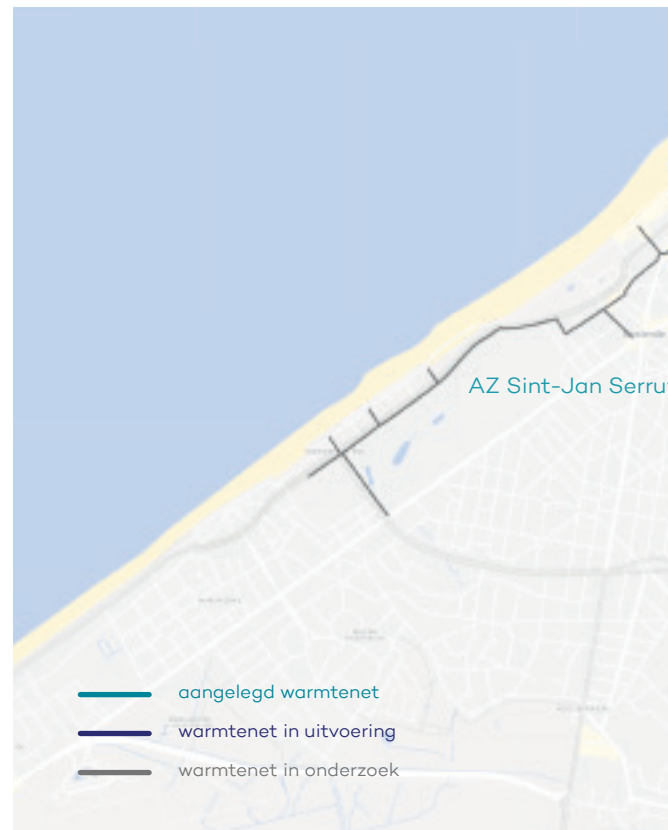 AZ Sint-Jan Serru
aangelegd warmtenet
warmtenet in uitvoering
warmtenet in onderzoek